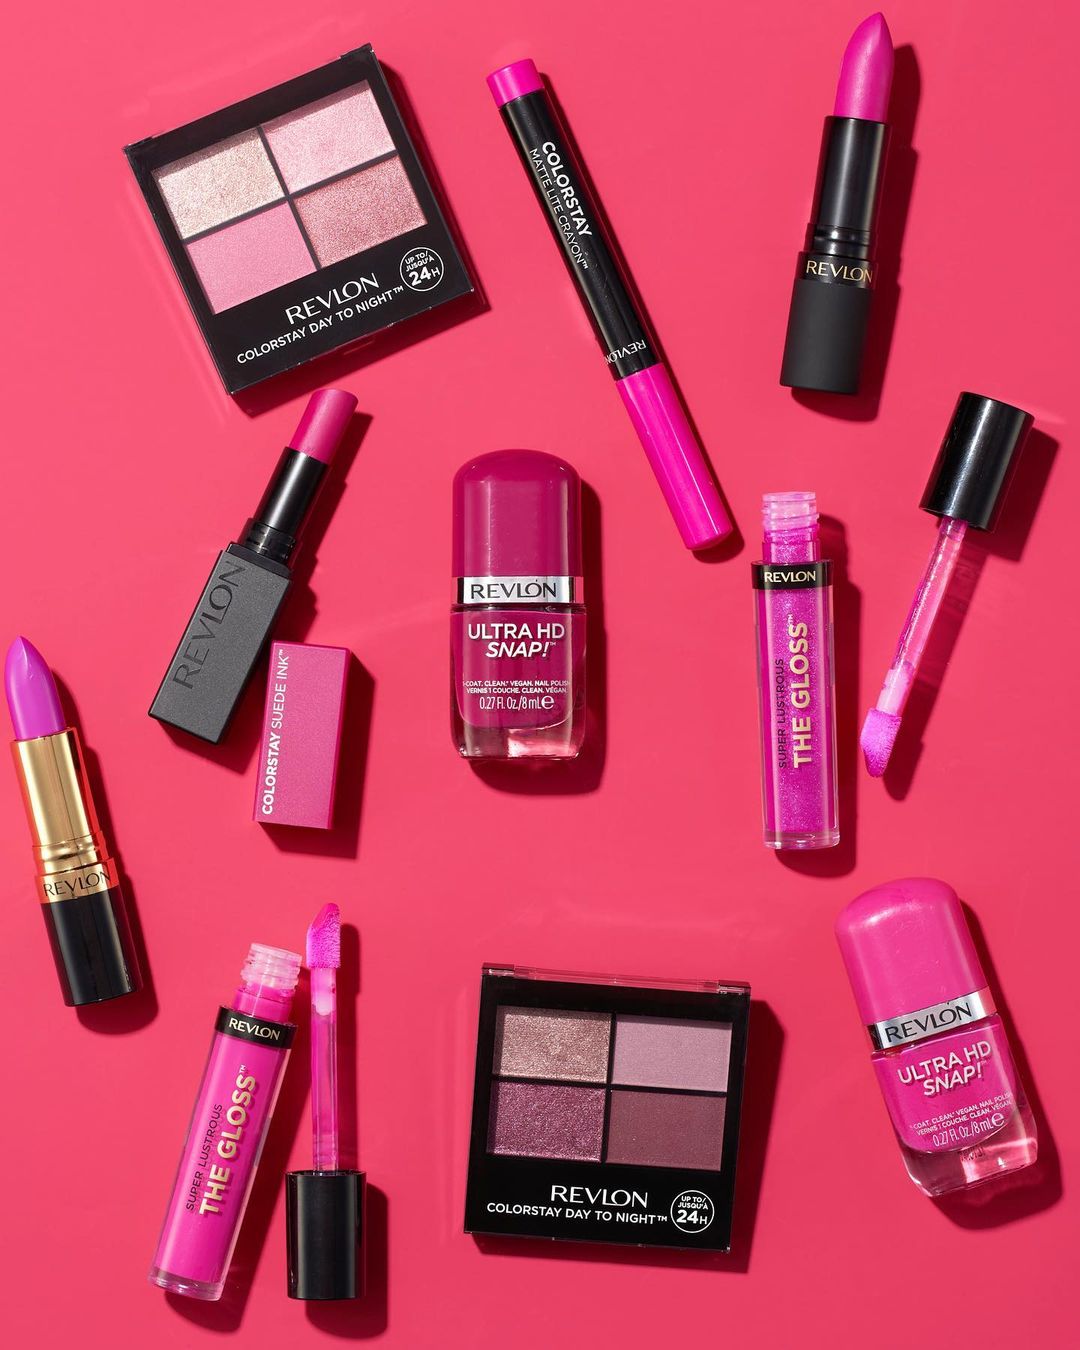 UP TO/
JUSQU'À
24H
REVLON
COLORSTAY DAY TO NIGHT™
COLORSTAY
MATTE LITE CRAYON™
REVLON
REVLON
REVLON
COLORSTAY SUEDE INK™
REVLON
ULTRA HD
SNAP!™
1-COAT. CLEAN.* VEGAN. NAIL POLISH
VERNIS 1 COUCHE. CLEAN. VÉGAN.
0.27 Fl. Oz./8 mL℮
REVLON
SUPER LUSTROUS
THE GLOSS™
REVLON
REVLON
SUPER LUSTROUS
THE GLOSS™
REVLON
COLORSTAY DAY TO NIGHT™
UP TO/
JUSQU'À
24H
REVLON
ULTRA HD
SNAP!™
-COAT. CLEAN.* VEGAN. NAIL POLISH
VERNIS 1 COUCHE. CLEAN. VÉGAN.
0.27 Fl. Oz./8 mL℮